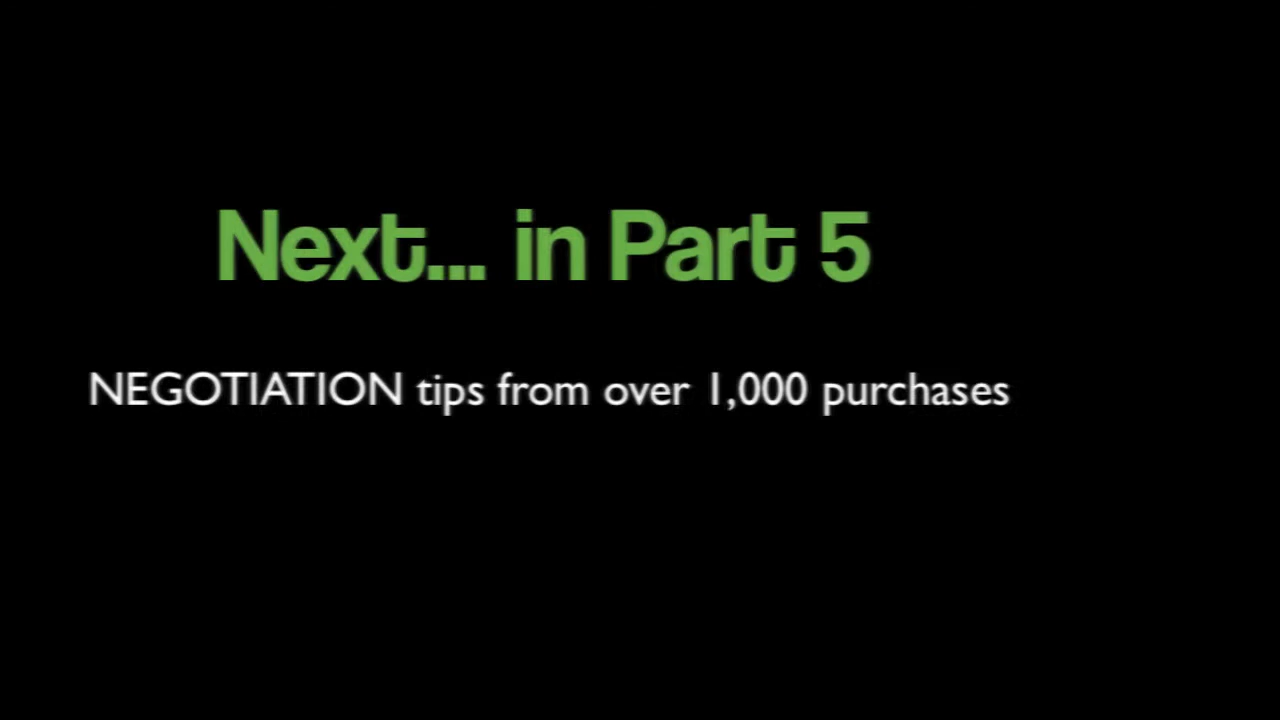 Next... in Part 5
NEGOTIATION tips from over 1,000 purchases